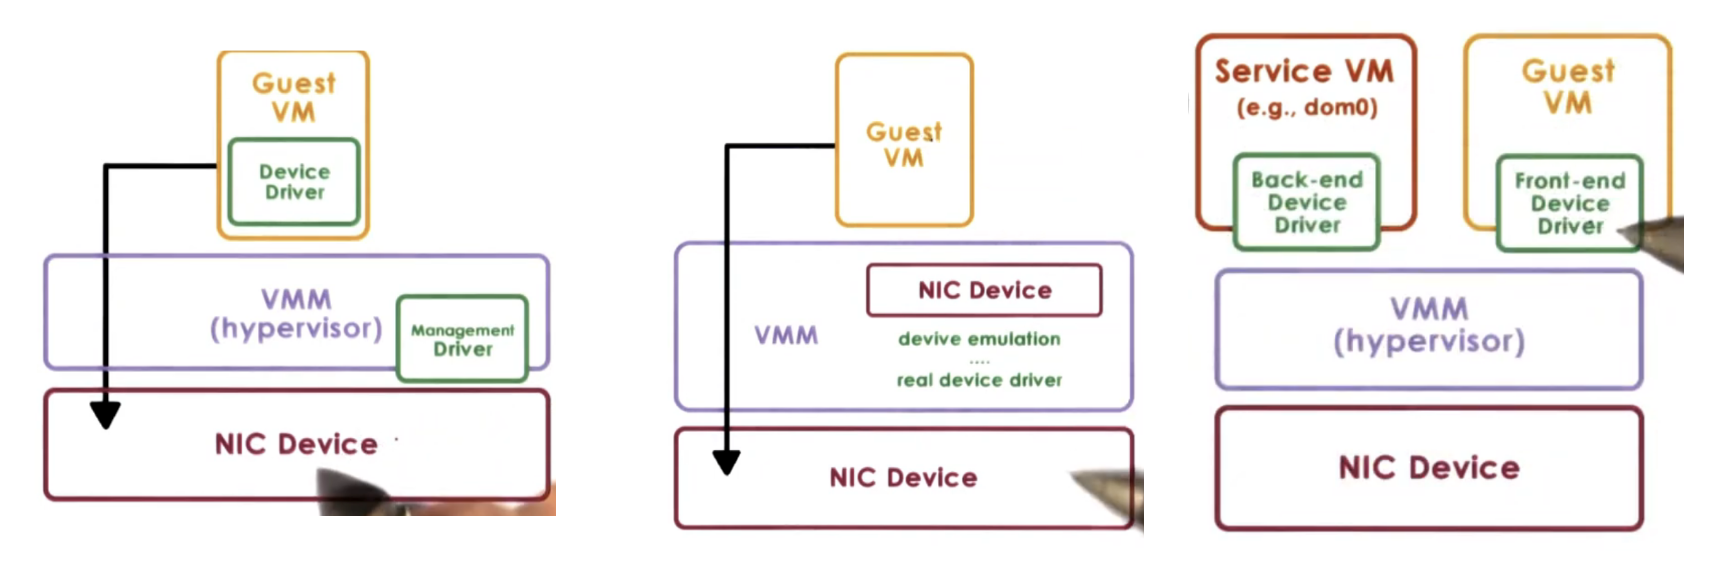 Guest
VM
Device
Driver
VMM
(hypervisor)
Management
Driver
NIC Device
Guest
VM
NIC Device
VMM
devive emulation
....
real device driver
NIC Device
Service VM
(e.g., dom0)
Back-end
Device
Driver
Guest
VM
Front-end
Device
Driver
VMM
(hypervisor)
NIC Device